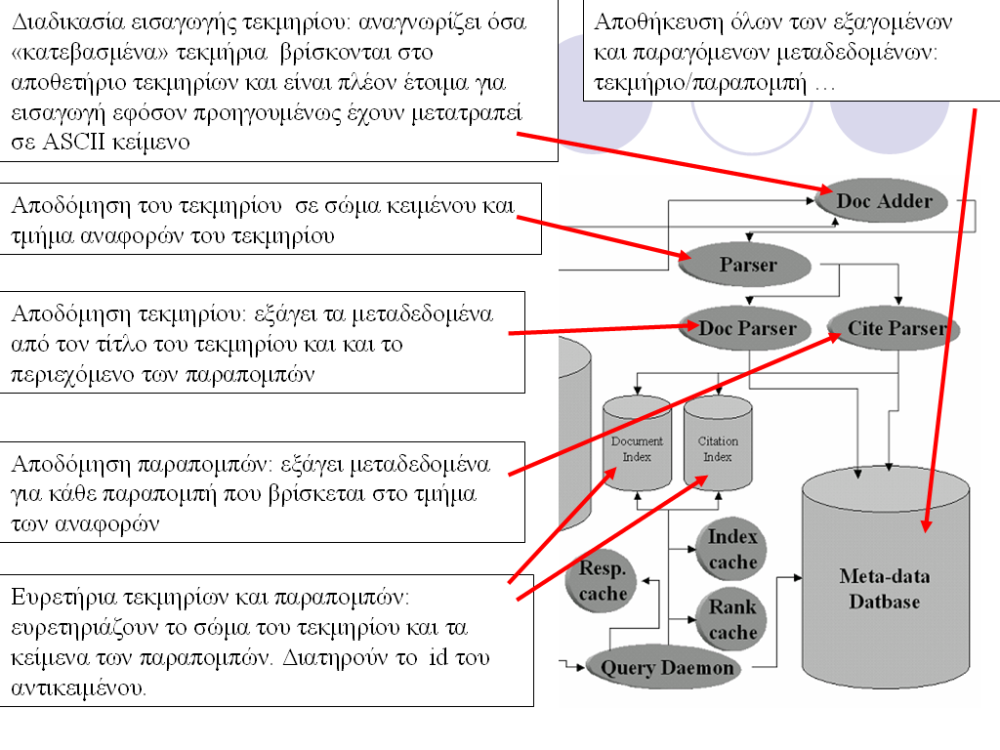 Διαδικασία εισαγωγής τεκμηρίου: αναγνωρίζει όσα
«κατεβασμένα» τεκμήρια βρίσκονται στο
αποθετήριο τεκμηρίων και είναι πλέον έτοιμα για
εισαγωγή εφόσον προηγουμένως έχουν μετατραπεί
σε ASCII κείμενο
Αποθήκευση όλων των εξαγομένων
και παραγόμενων μεταδεδομένων:
τεκμήριο/παραπομπή …
Αποδόμηση του τεκμηρίου σε σώμα κειμένου και
τμήμα αναφορών του τεκμηρίου
Αποδόμηση τεκμηρίου: εξάγει τα μεταδεδομένα
από τον τίτλο του τεκμηρίου και και το
περιεχόμενο των παραπομπών
Αποδόμηση παραπομπών: εξάγει μεταδεδομένα
για κάθε παραπομπή που βρίσκεται στο τμήμα
των αναφορών
Ευρετήρια τεκμηρίων και παραπομπών:
ευρετηριάζουν το σώμα του τεκμηρίου και τα
κείμενα των παραπομπών. Διατηρούν το id του
αντικειμένου.
Doc Adder
Parser
Doc Parser
Cite Parser
Document
Index
Citation
Index
Index
cache
Resp.
cache
Rank
cache
Query Daemon
Meta-data
Datbase